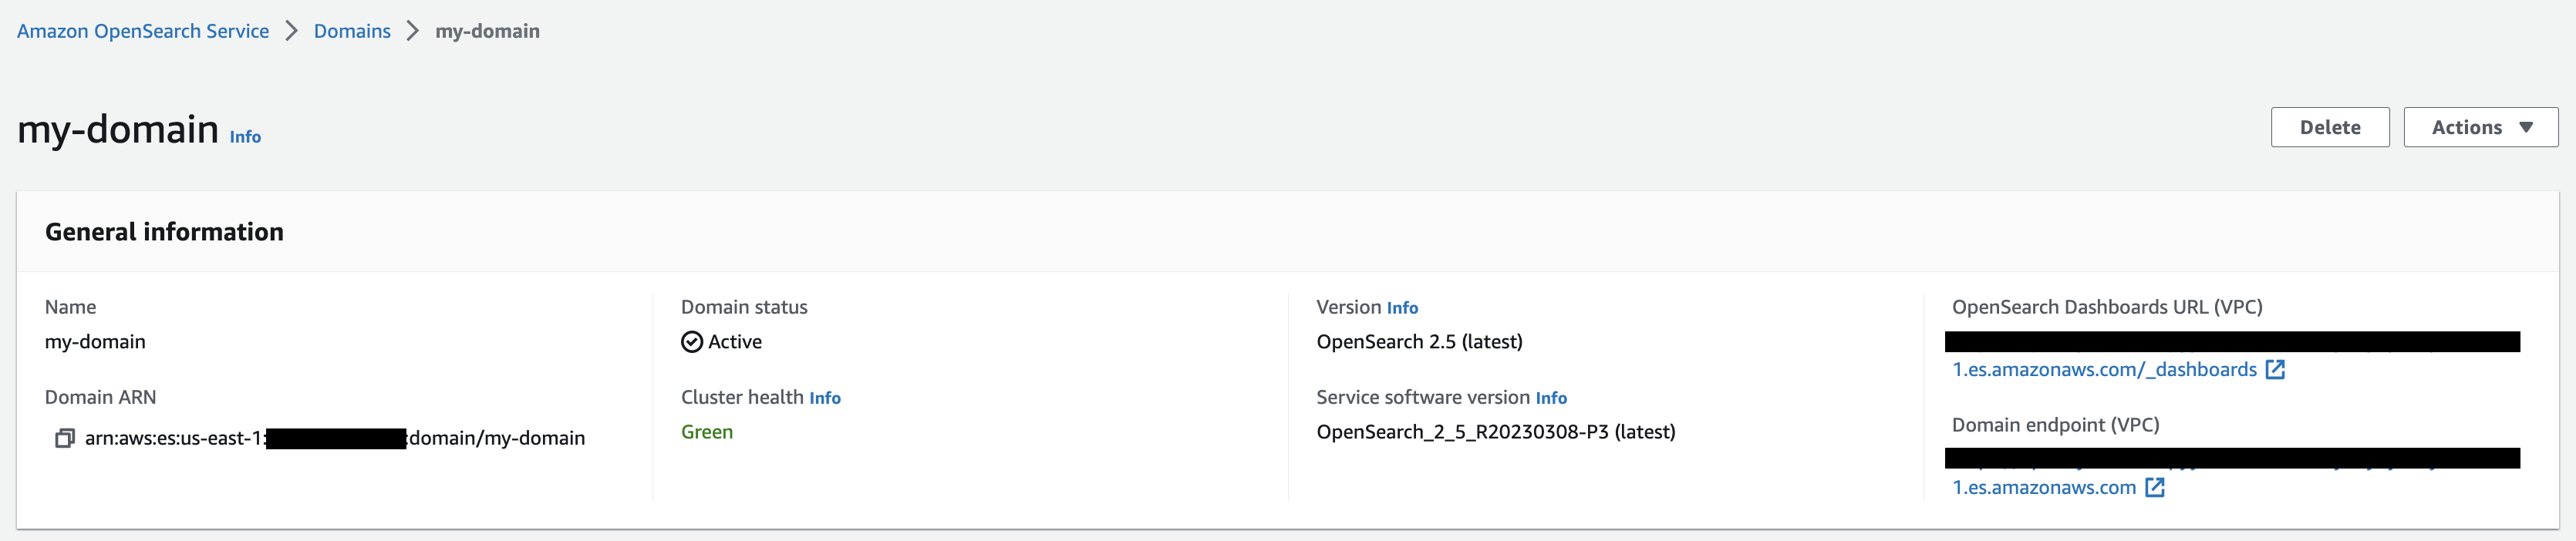 Amazon OpenSearch Service > Domains > my-domain
my-domain Info
Delete
Actions
General information
Name
my-domain
Domain ARN
arn:aws:es:us-east-1: :domain/my-domain
Domain status
Active
Cluster health Info
Green
Version Info
OpenSearch 2.5 (latest)
Service software version Info
OpenSearch_2_5_R20230308-P3 (latest)
OpenSearch Dashboards URL (VPC)
1.es.amazonaws.com/_dashboards
Domain endpoint (VPC)
1.es.amazonaws.com